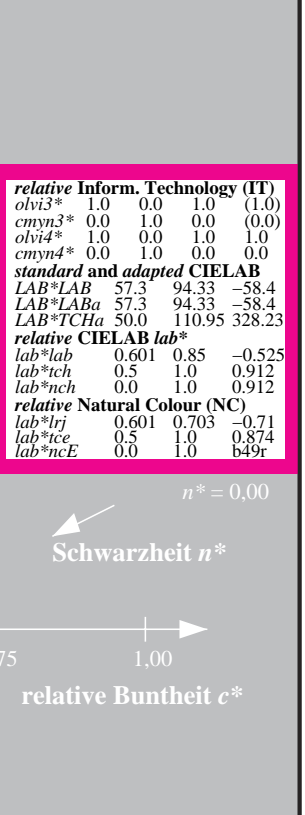 relative Inform. Technology (IT)
olvi3* 1.0 0.0 1.0 (1.0)
cmyn3* 0.0 1.0 0.0 (0.0)
olvi4* 1.0 0.0 1.0 1.0
cmyn4* 0.0 1.0 0.0 0.0
standard and adapted CIELAB
LAB*LAB 57.3 94.33 −58.4
LAB*LABa 57.3 94.33 −58.4
LAB*TCHa 50.0 110.95 328.23
relative CIELAB lab*
lab*lab 0.601 0.85 −0.525
lab*tch 0.5 1.0 0.912
lab*nch 0.0 1.0 0.912
relative Natural Colour (NC)
lab*lrj 0.601 0.703 −0.71
lab*tce 0.5 1.0 0.874
lab*ncE 0.0 1.0 b49r
n* = 0,00
Schwarzheit n*
75 1,00
relative Buntheit c*